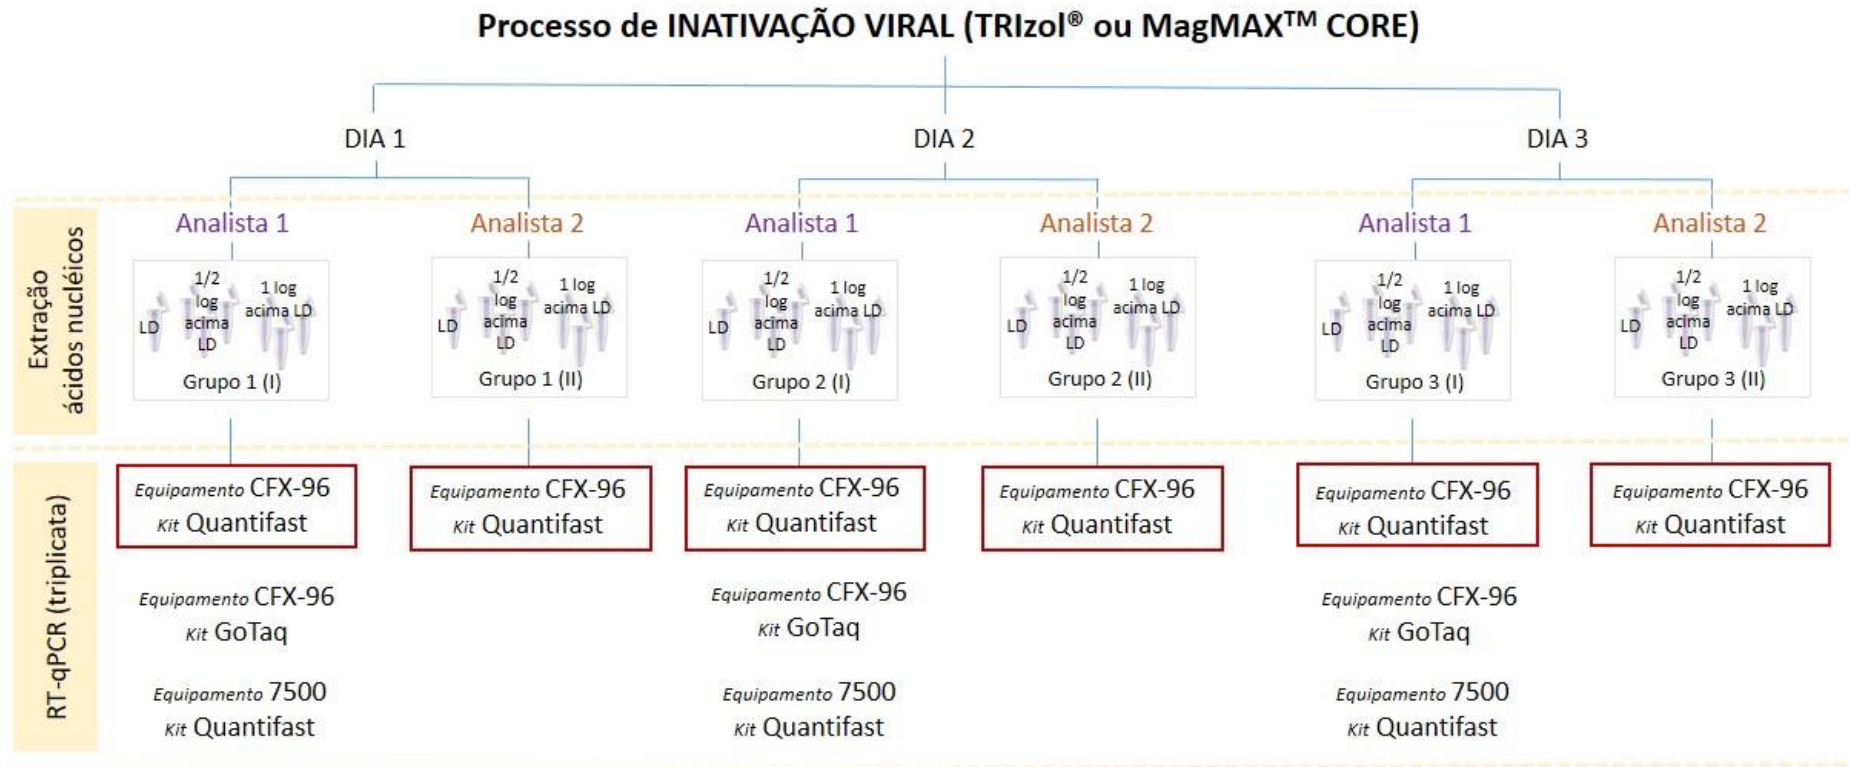 Processo de INATIVAÇÃO VIRAL (TRIzol® ou MagMAX™ CORE)
DIA 1
DIA 2
DIA 3
Extração
ácidos nucléicos
Analista 1
LD
1/2
log
acima
LD
1 log
acima LD
Grupo 1 (I)
Analista 2
LD
1/2
log
acima
LD
1 log
acima LD
Grupo 1 (II)
Analista 1
LD
1/2
log
acima
LD
1 log
acima LD
Grupo 2 (I)
Analista 2
LD
1/2
log
acima
LD
1 log
acima LD
Grupo 2 (II)
Analista 1
LD
1/2
log
acima
LD
1 log
acima LD
Grupo 3 (I)
Analista 2
LD
1/2
log
acima
LD
1 log
acima LD
Grupo 3 (II)
RT-qPCR (triplicata)
Equipamento CFX-96
Kit Quantifast
Equipamento CFX-96
Kit Quantifast
Equipamento CFX-96
Kit Quantifast
Equipamento CFX-96
Kit Quantifast
Equipamento CFX-96
Kit Quantifast
Equipamento CFX-96
Kit Quantifast
Equipamento CFX-96
Kit GoTaq
Equipamento CFX-96
Kit GoTaq
Equipamento CFX-96
Kit GoTaq
Equipamento 7500
Kit Quantifast
Equipamento 7500
Kit Quantifast
Equipamento 7500
Kit Quantifast